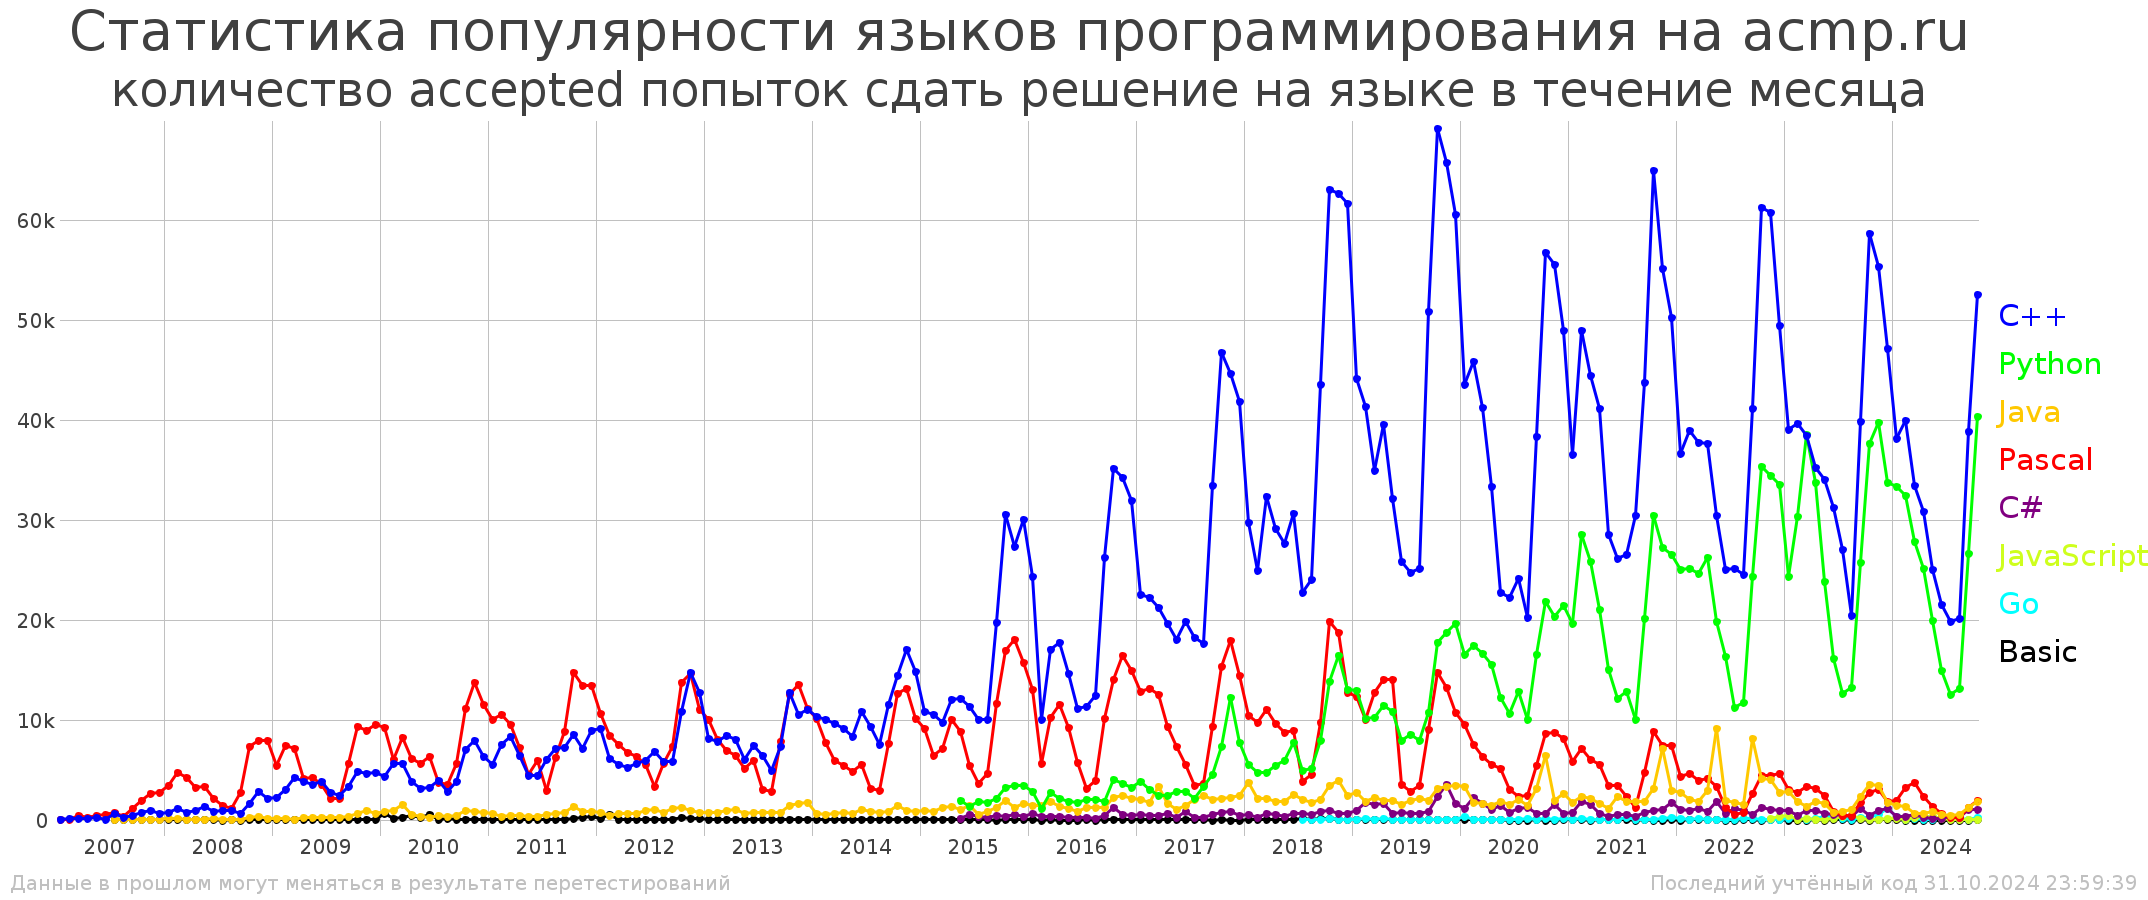 Статистика популярности языков программирования на acmp.ru
количество accepted попыток сдать решение на языке в течение месяца
60k
50k
40k
30k
20k
10k
0
2007 2008 2009 2010 2011 2012 2013 2014 2015 2016 2017 2018 2019 2020 2021 2022 2023 2024
C++
Python
Java
Pascal
C#
JavaScript
Go
Basic
Данные в прошлом могут меняться в результате перетестирований
Последний учтённый код 31.10.2024 23:59:39